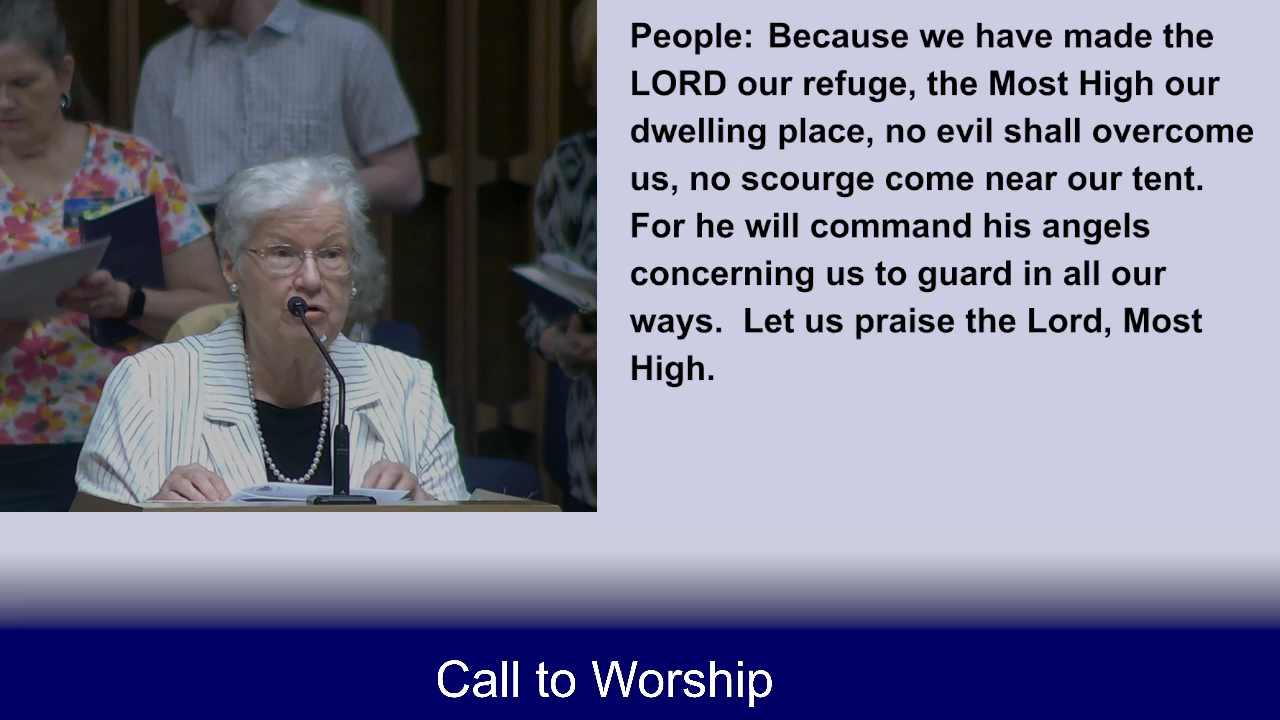 People: Because we have made the
LORD our refuge, the Most High our
dwelling place, no evil shall overcome
us, no scourge come near our tent.
For he will command his angels
concerning us to guard in all our
ways. Let us praise the Lord, Most
High.
Call to Worship